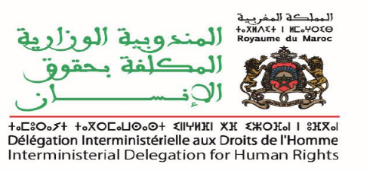 المملكة المغربية
ⵜⴰⴳⵍⴷⵉⵜ ⵏ ⵍⵎⵖⵔⵉⴱ
Royaume du Maroc
المندوبية الوزارية
المكلفة بحقوق
الإنسان
Délégation Interministérielle aux Droits de l'Homme
Interministerial Delegation for Human Rights